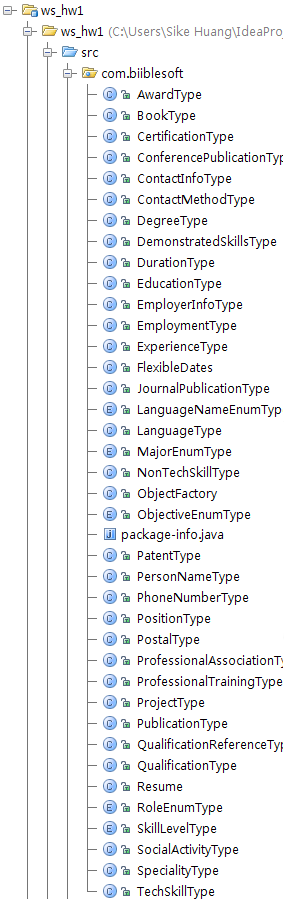 ws_hw1
ws_hw1 (C:\Users\Sike Huang\IdeaProj
src
com.biiblesoft
AwardType
BookType
CertificationType
ConferencePublicationTyp
ContactInfoType
ContactMethodType
DegreeType
DemonstratedSkillsType
DurationType
EducationType
EmployerInfoType
EmploymentType
ExperienceType
FlexibleDates
JournalPublicationType
LanguageNameEnumTyp
LanguageType
MajorEnumType
NonTechSkillType
ObjectFactory
ObjectiveEnumType
package-info.java
PatentType
PersonNameType
PhoneNumberType
PositionType
PostalType
ProfessionalAssociationT
ProfessionalTrainingType
ProjectType
PublicationType
QualificationReferenceTyp
QualificationType
Resume
RoleEnumType
SkillLevelType
SocialActivityType
SpecialityType
TechSkillType